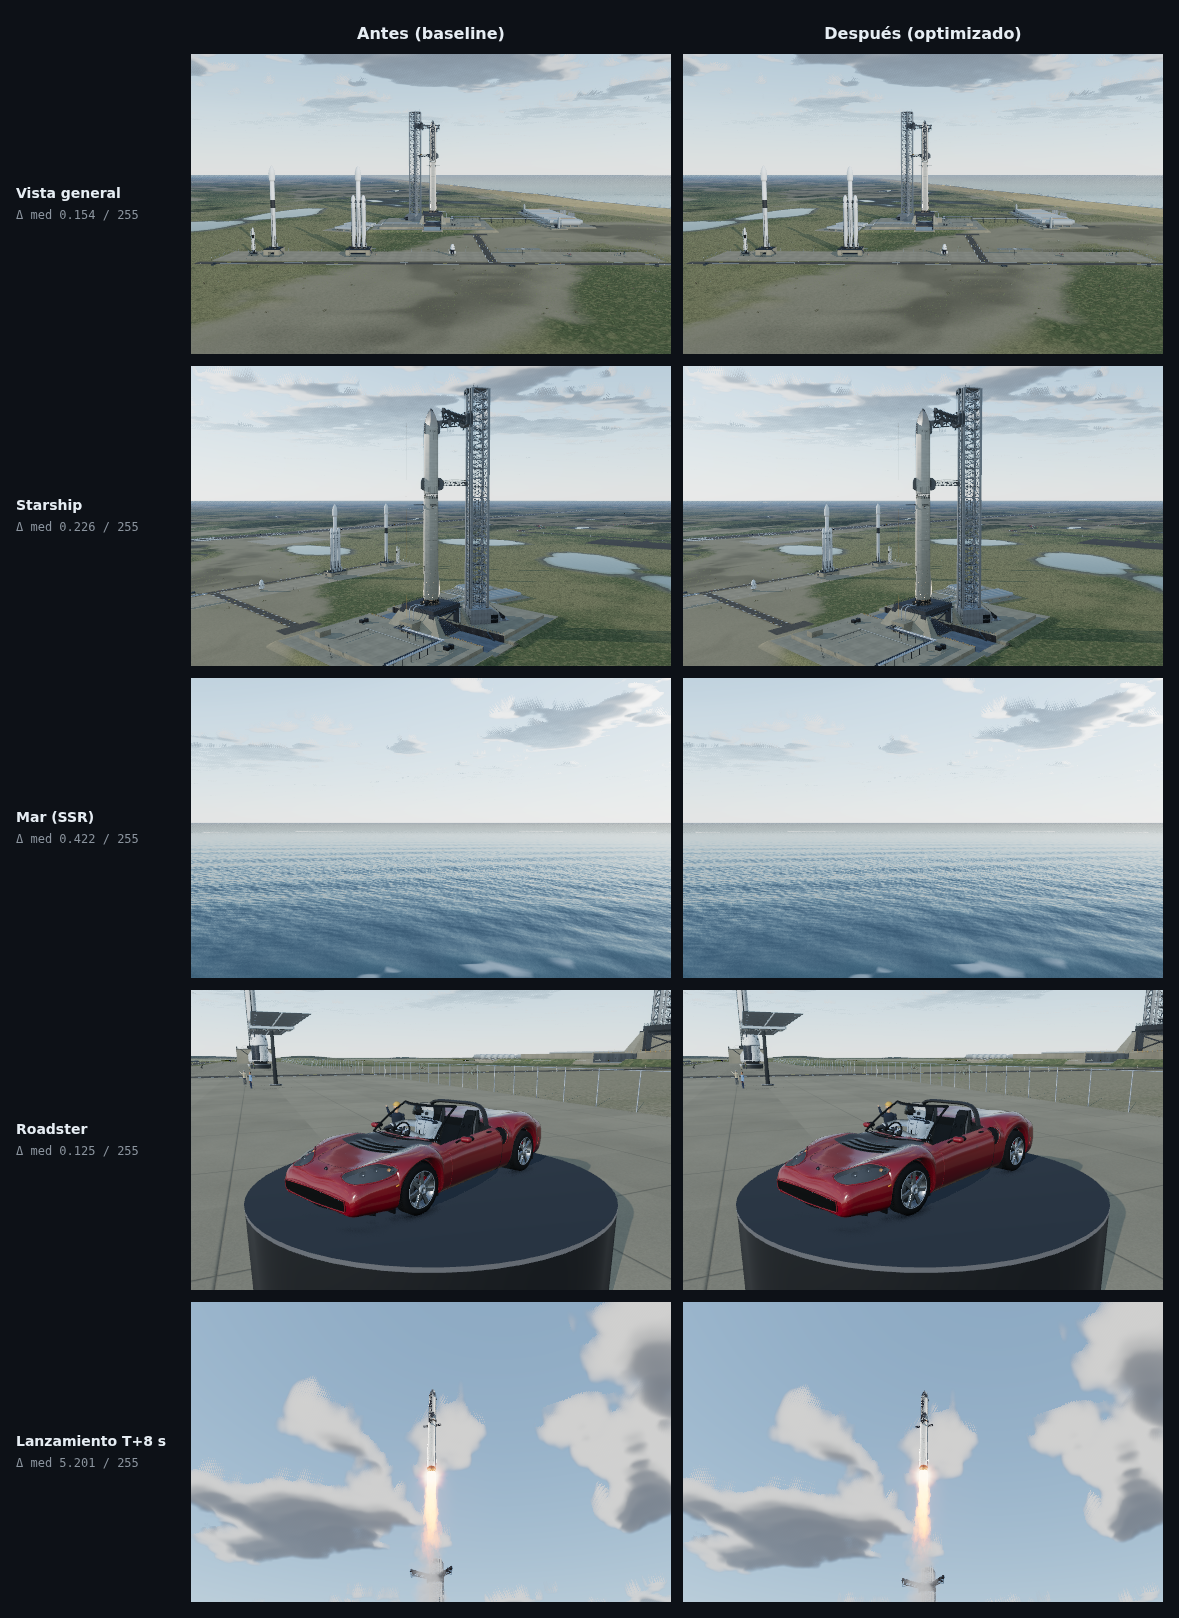 Antes (baseline)
Después (optimizado)
Vista general
Δ med 0.154 / 255
Starship
Δ med 0.226 / 255
Mar (SSR)
Δ med 0.422 / 255
Roadster
Δ med 0.125 / 255
Lanzamiento T+8 s
Δ med 5.201 / 255